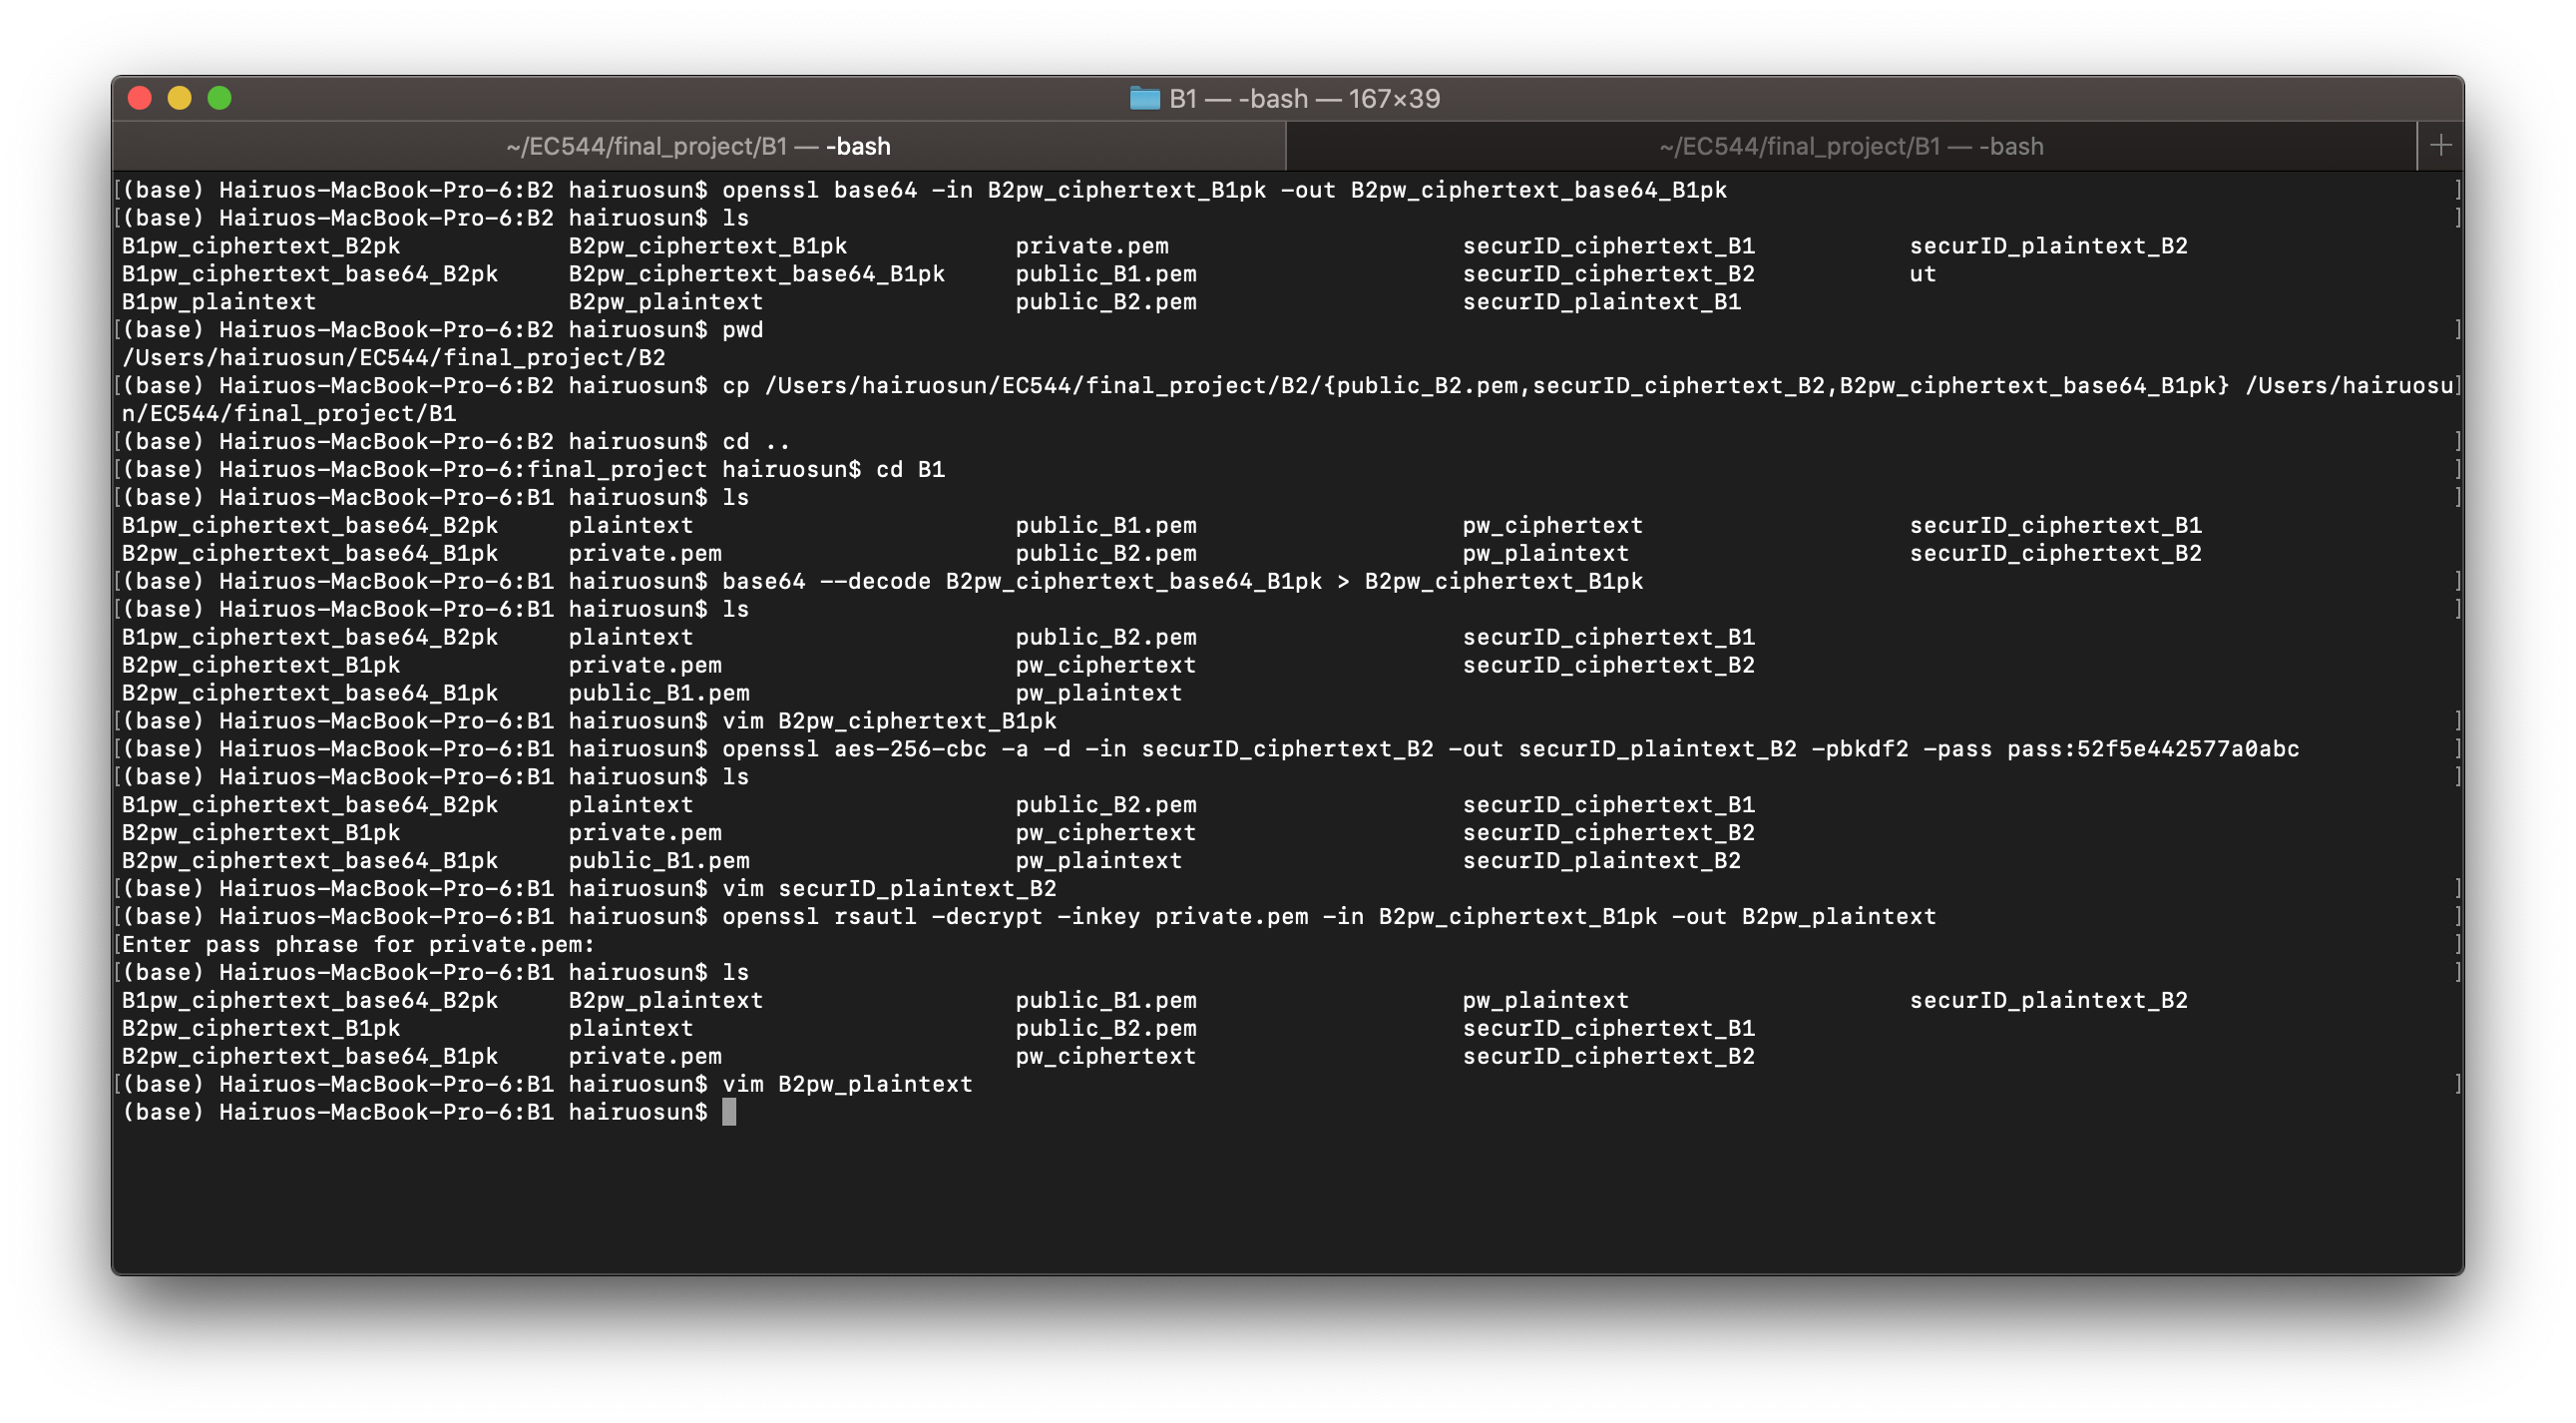 B1 — -bash — 167×39
~/EC544/final_project/B1 — -bash ~/EC544/final_project/B1 — -bash +
[(base) Hairuos-MacBook-Pro-6:B2 hairuosun$ openssl base64 -in B2pw_ciphertext_B1pk -out B2pw_ciphertext_base64_B1pk ]
[(base) Hairuos-MacBook-Pro-6:B2 hairuosun$ ls ]
B1pw_ciphertext_B2pk B2pw_ciphertext_B1pk private.pem securID_ciphertext_B1 securID_plaintext_B2
B1pw_ciphertext_base64_B2pk B2pw_ciphertext_base64_B1pk public_B1.pem securID_ciphertext_B2 ut
B1pw_plaintext B2pw_plaintext public_B2.pem securID_plaintext_B1
[(base) Hairuos-MacBook-Pro-6:B2 hairuosun$ pwd ]
/Users/hairuosun/EC544/final_project/B2
[(base) Hairuos-MacBook-Pro-6:B2 hairuosun$ cp /Users/hairuosun/EC544/final_project/B2/{public_B2.pem,securID_ciphertext_B2,B2pw_ciphertext_base64_B1pk} /Users/hairuosu]
n/EC544/final_project/B1
[(base) Hairuos-MacBook-Pro-6:B2 hairuosun$ cd .. ]
[(base) Hairuos-MacBook-Pro-6:final_project hairuosun$ cd B1 ]
[(base) Hairuos-MacBook-Pro-6:B1 hairuosun$ ls ]
B1pw_ciphertext_base64_B2pk plaintext public_B1.pem pw_ciphertext securID_ciphertext_B1
B2pw_ciphertext_base64_B1pk private.pem public_B2.pem pw_plaintext securID_ciphertext_B2
[(base) Hairuos-MacBook-Pro-6:B1 hairuosun$ base64 --decode B2pw_ciphertext_base64_B1pk > B2pw_ciphertext_B1pk ]
[(base) Hairuos-MacBook-Pro-6:B1 hairuosun$ ls ]
B1pw_ciphertext_base64_B2pk plaintext public_B2.pem securID_ciphertext_B1
B2pw_ciphertext_B1pk private.pem pw_ciphertext securID_ciphertext_B2
B2pw_ciphertext_base64_B1pk public_B1.pem pw_plaintext
[(base) Hairuos-MacBook-Pro-6:B1 hairuosun$ vim B2pw_ciphertext_B1pk ]
[(base) Hairuos-MacBook-Pro-6:B1 hairuosun$ openssl aes-256-cbc -a -d -in securID_ciphertext_B2 -out securID_plaintext_B2 -pbkdf2 -pass pass:52f5e442577a0abc ]
[(base) Hairuos-MacBook-Pro-6:B1 hairuosun$ ls ]
B1pw_ciphertext_base64_B2pk plaintext public_B2.pem securID_ciphertext_B1
B2pw_ciphertext_B1pk private.pem pw_ciphertext securID_ciphertext_B2
B2pw_ciphertext_base64_B1pk public_B1.pem pw_plaintext securID_plaintext_B2
[(base) Hairuos-MacBook-Pro-6:B1 hairuosun$ vim securID_plaintext_B2 ]
[(base) Hairuos-MacBook-Pro-6:B1 hairuosun$ openssl rsautl -decrypt -inkey private.pem -in B2pw_ciphertext_B1pk -out B2pw_plaintext ]
[Enter pass phrase for private.pem: ]
[(base) Hairuos-MacBook-Pro-6:B1 hairuosun$ ls ]
B1pw_ciphertext_base64_B2pk B2pw_plaintext public_B1.pem pw_plaintext securID_plaintext_B2
B2pw_ciphertext_B1pk plaintext public_B2.pem securID_ciphertext_B1
B2pw_ciphertext_base64_B1pk private.pem pw_ciphertext securID_ciphertext_B2
[(base) Hairuos-MacBook-Pro-6:B1 hairuosun$ vim B2pw_plaintext ]
(base) Hairuos-MacBook-Pro-6:B1 hairuosun$